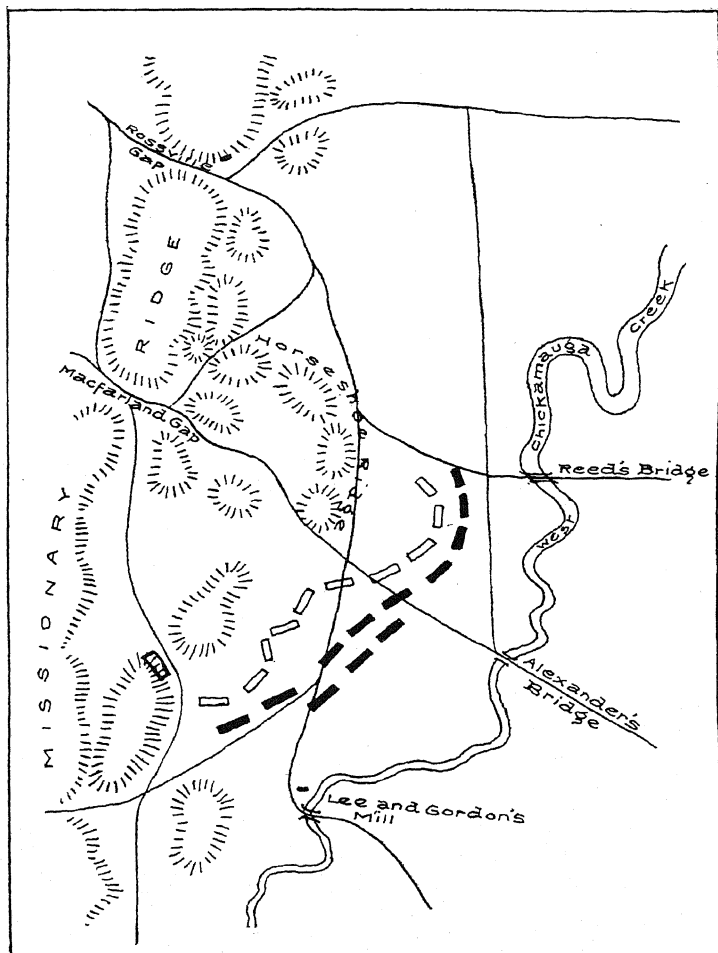 Rossville
Gap
RIDGE
Chickamauga
Creek
Horseshoe Ridge
Macfarland Gap
Reed's Bridge
West
MISSIONARY
Alexander's
Bridge
Lee and Gordon's
Mill